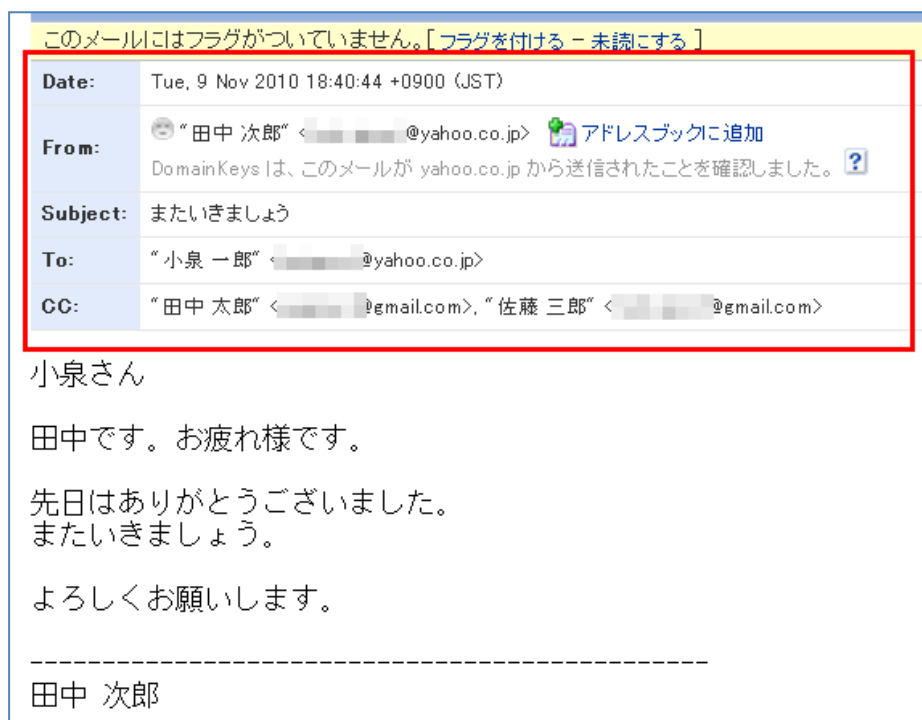 このメールにはフラグがついていません。[ フラグを付ける - 未読にする ]
Date: Tue, 9 Nov 2010 18:40:44 +0900 (JST)
From: "田中 次郎" < @yahoo.co.jp> アドレスブックに追加
DomainKeys は、このメールが yahoo.co.jp から送信されたことを確認しました。 ?
Subject: またいきましょう
To: "小泉 一郎" < @yahoo.co.jp>
CC: "田中 太郎" < @gmail.com>, "佐藤 三郎" < @gmail.com>
小泉さん
田中です。お疲れ様です。
先日はありがとうございました。
またいきましょう。
よろしくお願いします。
-----------------------------------------------
田中 次郎